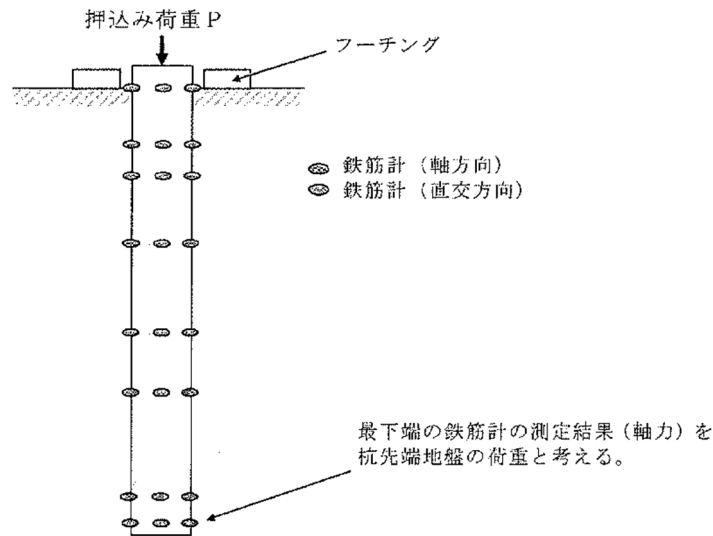 押込み荷重P
フーチング
鉄筋計(軸方向)
鉄筋計(直交方向)
最下端の鉄筋計の測定結果(軸力)を
杭先端地盤の荷重と考える。